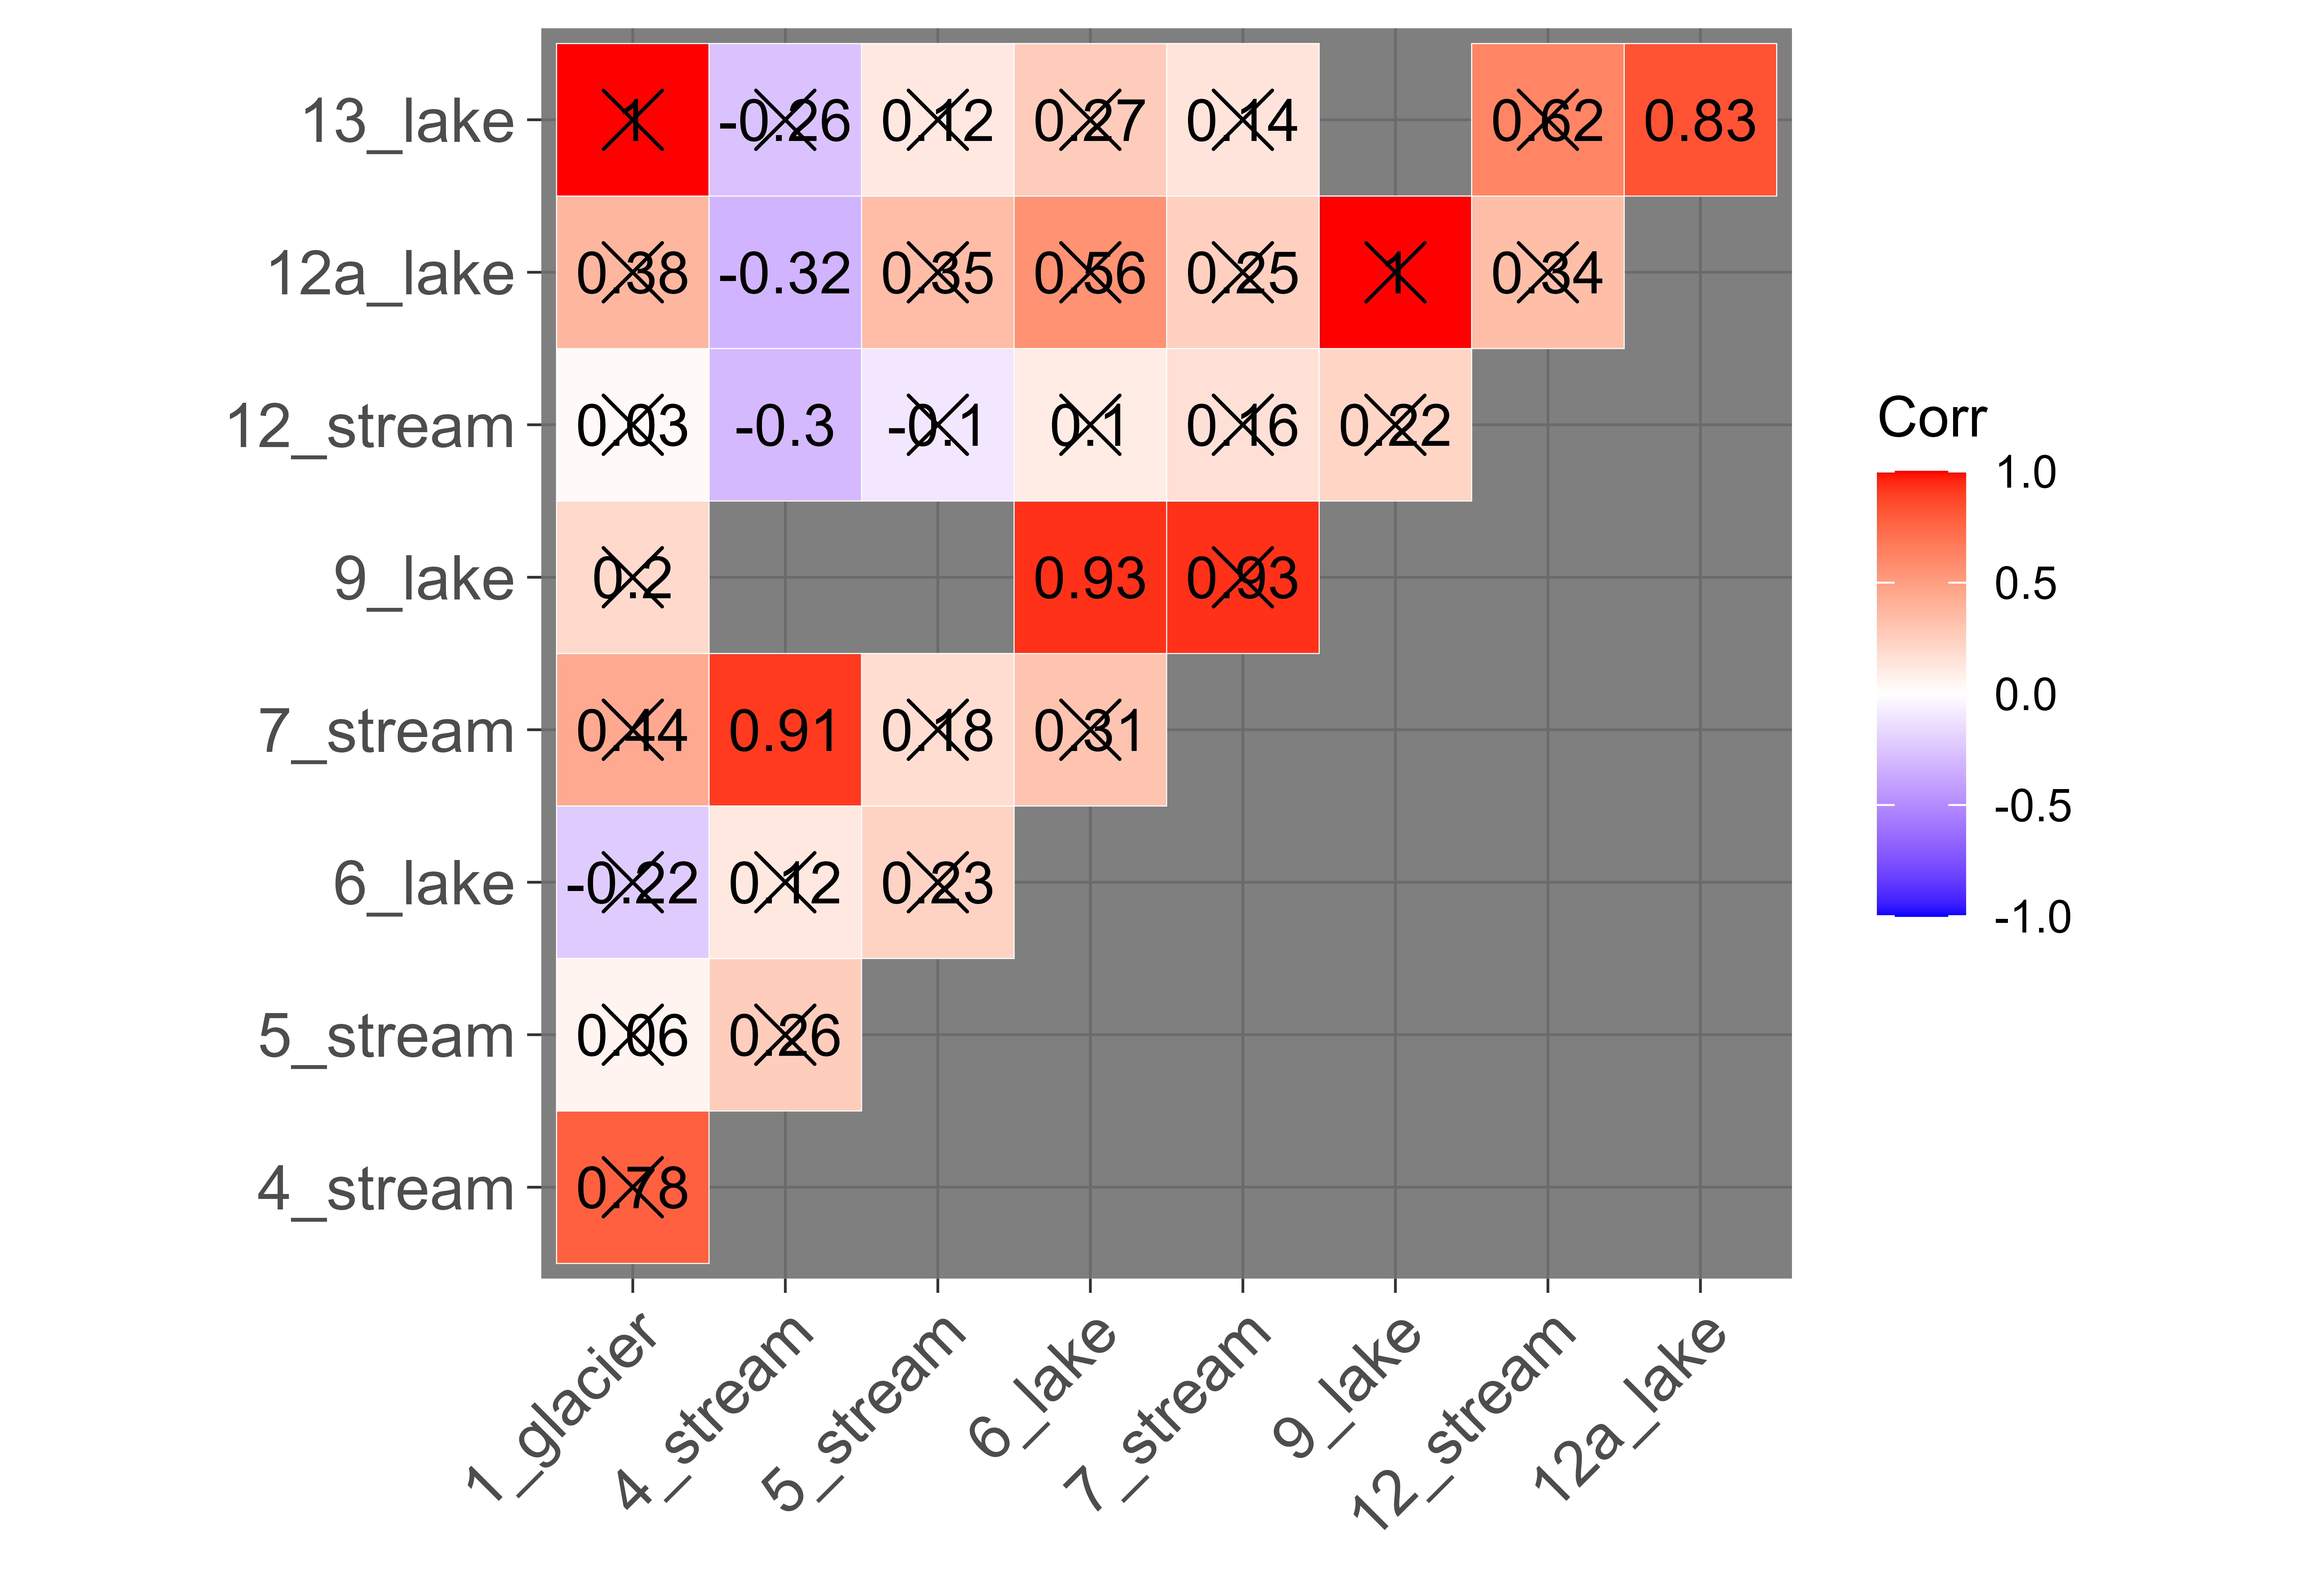 13_lake 1 -0.26 0.12 0.27 0.14 0.62 0.83
12a_lake 0.38 -0.32 0.35 0.56 0.25 1 0.34
12_stream 0.03 -0.3 -0.1 0.1 0.16 0.22
9_lake 0.2 0.93 0.93
7_stream 0.44 0.91 0.18 0.31
6_lake -0.22 0.12 0.23
5_stream 0.06 0.26
4_stream 0.78
1_glacier 4_stream 5_stream 6_lake 7_stream 9_lake 12_stream 12a_lake
Corr
1.0
0.5
0.0
-0.5
-1.0